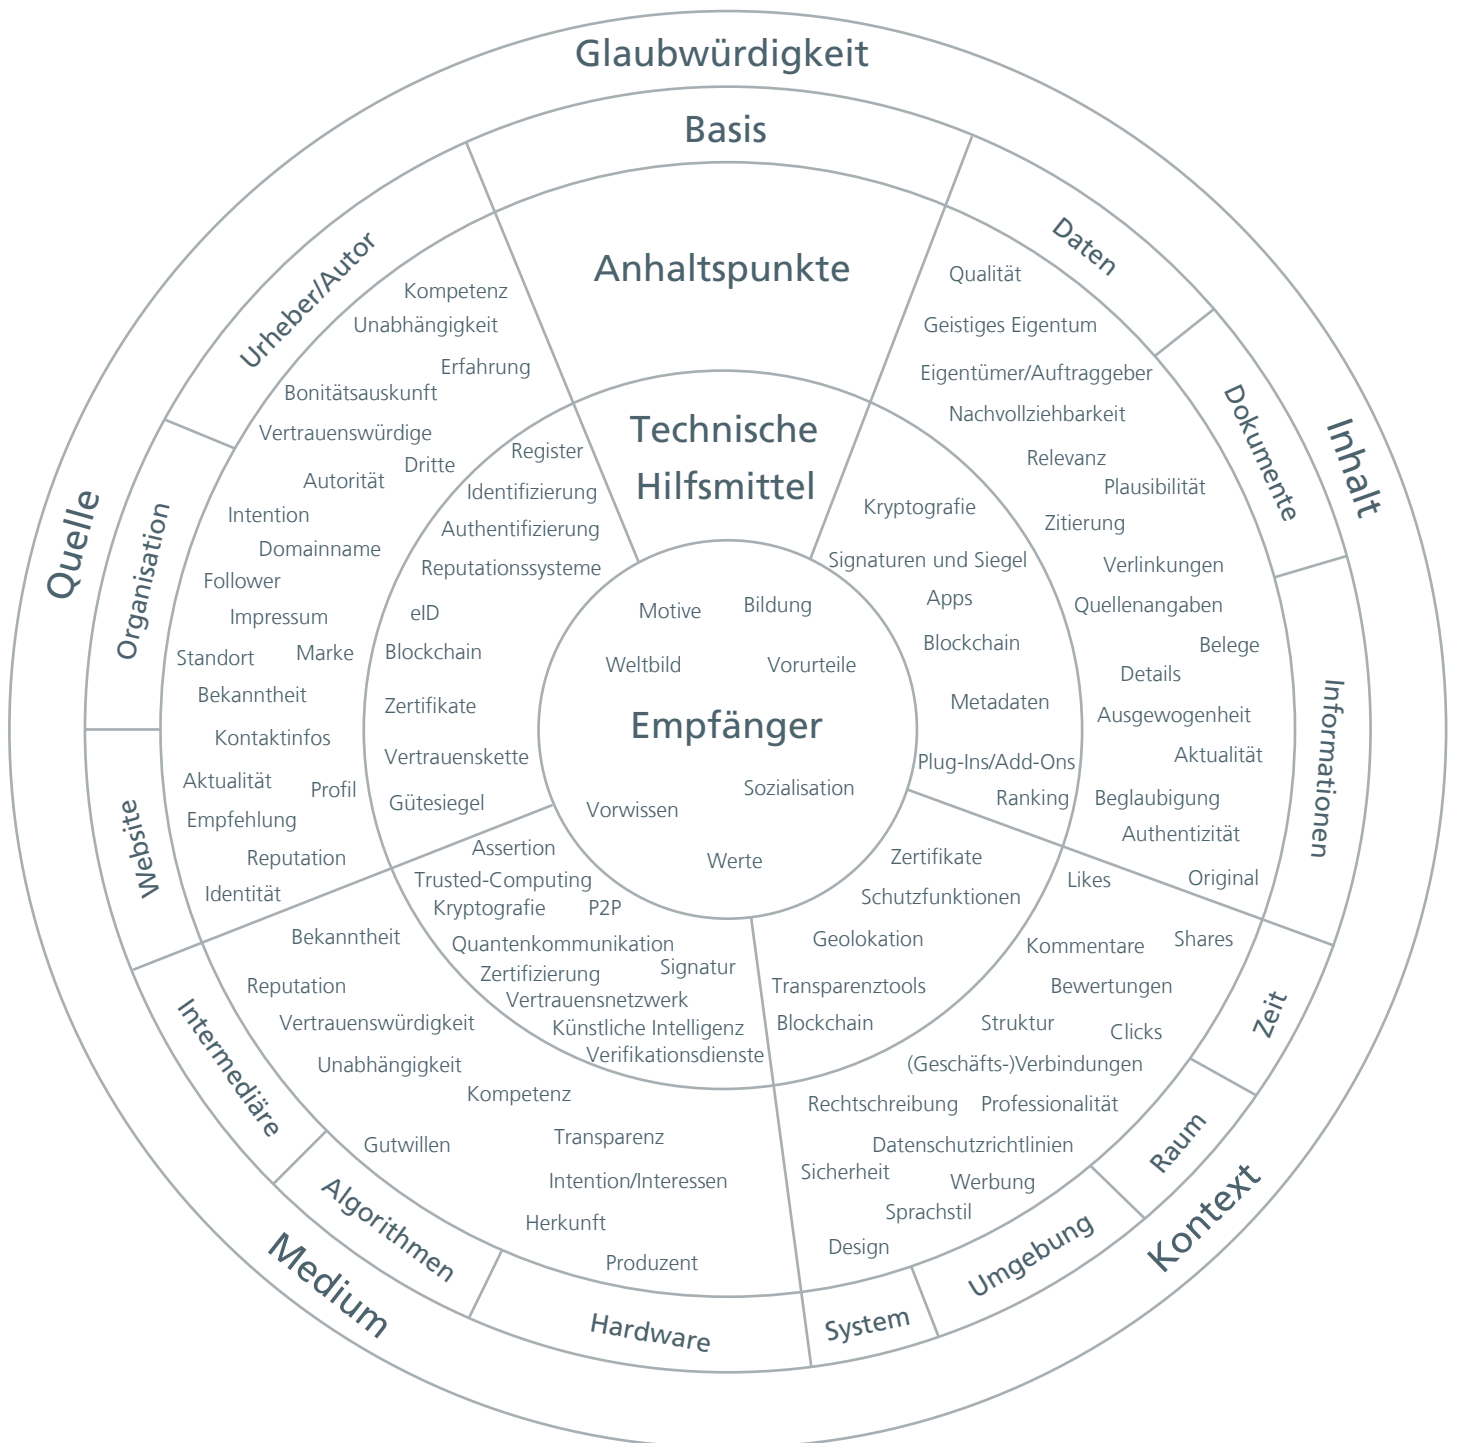 Glaubwürdigkeit
Basis
Anhaltspunkte
Technische
Hilfsmittel
Quelle
Urheber/Autor
Organisation
Website
Kompetenz
Unabhängigkeit
Erfahrung
Bonitätsauskunft
Vertrauenswürdige
Dritte
Autorität
Intention
Domainname
Follower
Impressum
Standort
Marke
Bekanntheit
Kontaktinfos
Aktualität
Profil
Empfehlung
Reputation
Identität
Register
Identifizierung
Authentifizierung
Reputationssysteme
eID
Blockchain
Zertifikate
Vertrauenskette
Gütesiegel
Inhalt
Daten
Dokumente
Informationen
Qualität
Geistiges Eigentum
Eigentümer/Auftraggeber
Nachvollziehbarkeit
Relevanz
Plausibilität
Zitierung
Verlinkungen
Quellenangaben
Belege
Details
Ausgewogenheit
Aktualität
Beglaubigung
Authentizität
Original
Kryptografie
Signaturen und Siegel
Apps
Blockchain
Metadaten
Plug-Ins/Add-Ons
Ranking
Motive
Bildung
Weltbild
Vorurteile
Empfänger
Sozialisation
Vorwissen
Werte
Medium
Intermediäre
Algorithmen
Hardware
Assertion
Trusted-Computing
Kryptografie
P2P
Quantenkommunikation
Zertifizierung
Signatur
Vertrauensnetzwerk
Künstliche Intelligenz
Verifikationsdienste
Bekanntheit
Reputation
Vertrauenswürdigkeit
Unabhängigkeit
Kompetenz
Gutwillen
Transparenz
Intention/Interessen
Herkunft
Produzent
Kontext
Zeit
Raum
Umgebung
System
Zertifikate
Schutzfunktionen
Geolokation
Transparenztools
Blockchain
Likes
Kommentare
Shares
Bewertungen
Struktur
Clicks
(Geschäfts-)Verbindungen
Rechtschreibung
Professionalität
Datenschutzrichtlinien
Sicherheit
Werbung
Sprachstil
Design